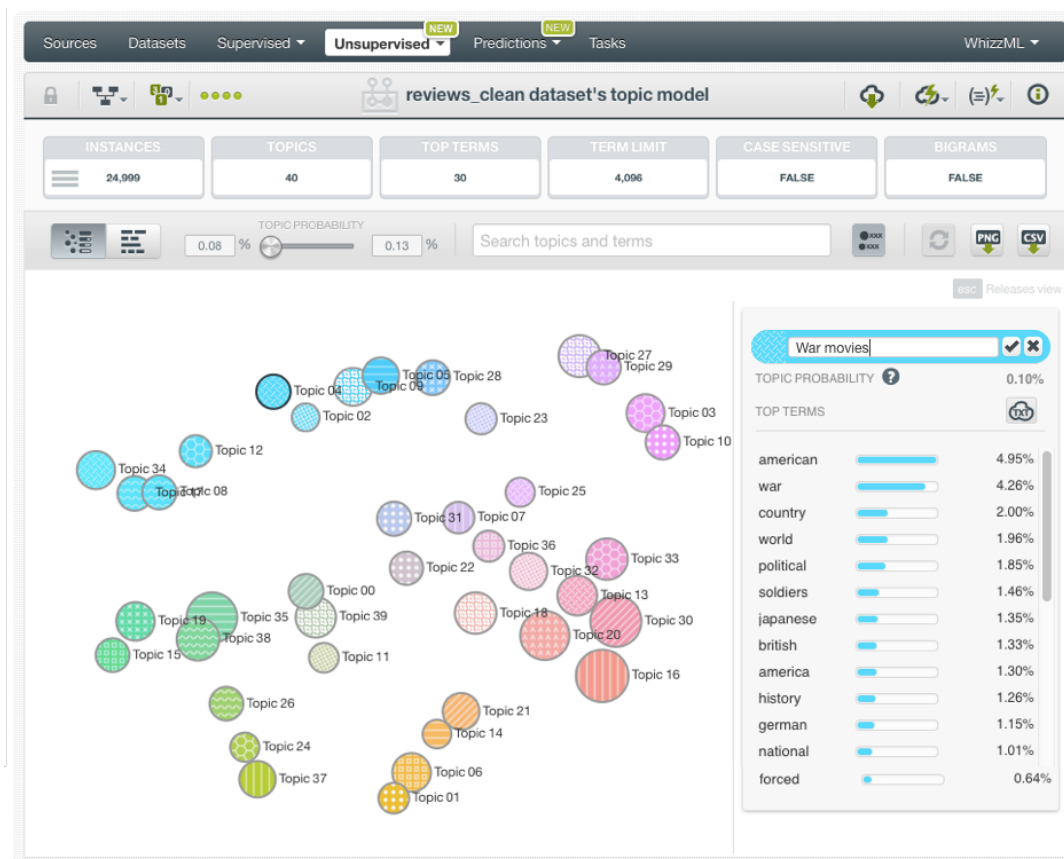 NEW NEW
Sources Datasets Supervised Unsupervised Predictions Tasks WhizzML
reviews_clean dataset's topic model
INSTANCES TOPICS TOP TERMS TERM LIMIT CASE SENSITIVE BIGRAMS
24,999 40 30 4,096 FALSE FALSE
TOPIC PROBABILITY
0.08 % 0.13 % Search topics and terms PNG CSV
esc Releases view
War movies
TOPIC PROBABILITY ? 0.10%
TOP TERMS TXT
american 4.95%
war 4.26%
country 2.00%
world 1.96%
political 1.85%
soldiers 1.46%
japanese 1.35%
british 1.33%
america 1.30%
history 1.26%
german 1.15%
national 1.01%
forced 0.64%
Topic 27
Topic 29
Topic 05
Topic 28
Topic 09
Topic 04
Topic 02
Topic 23
Topic 03
Topic 10
Topic 12
Topic 34
Topic 17
Topic 08
Topic 25
Topic 31
Topic 07
Topic 36
Topic 33
Topic 22
Topic 32
Topic 00
Topic 13
Topic 39
Topic 35
Topic 19
Topic 18
Topic 30
Topic 38
Topic 20
Topic 15
Topic 11
Topic 16
Topic 26
Topic 21
Topic 14
Topic 24
Topic 06
Topic 37
Topic 01